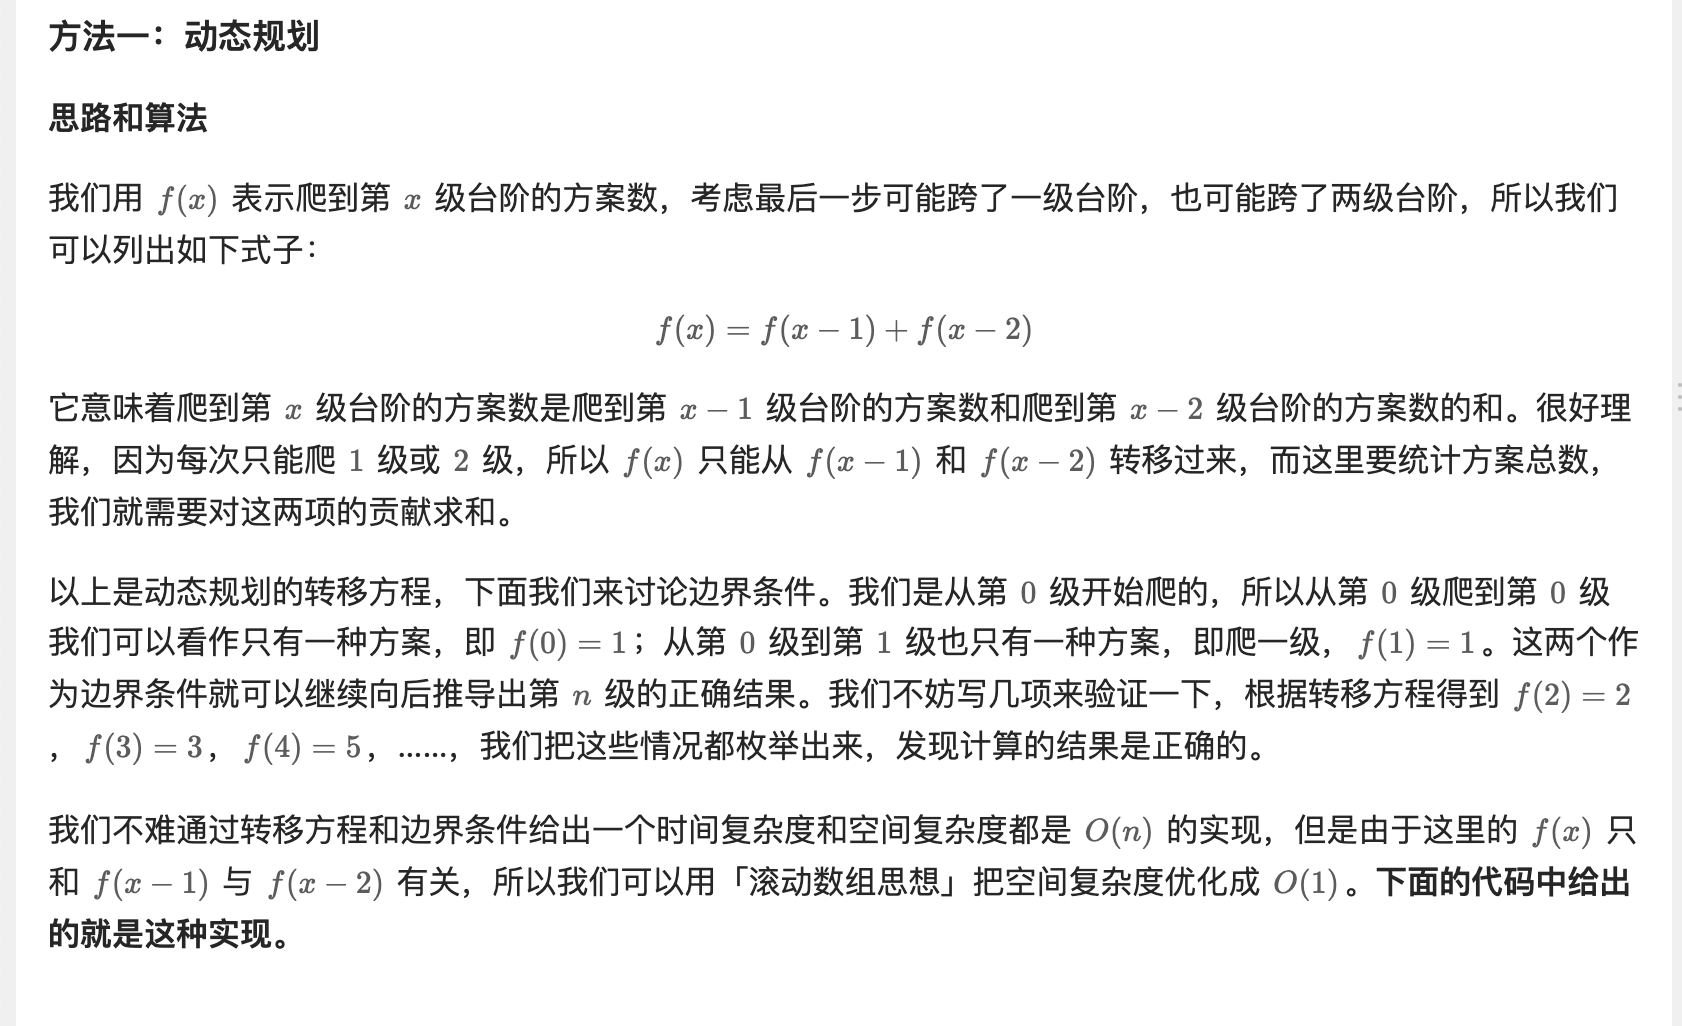 方法一：动态规划
思路和算法
我们用 f(x) 表示爬到第 x 级台阶的方案数，考虑最后一步可能跨了一级台阶，也可能跨了两级台阶，所以我们
可以列出如下式子：
f(x) = f(x − 1) + f(x − 2)
它意味着爬到第 x 级台阶的方案数是爬到第 x − 1 级台阶的方案数和爬到第 x − 2 级台阶的方案数的和。很好理
解，因为每次只能爬 1 级或 2 级，所以 f(x) 只能从 f(x − 1) 和 f(x − 2) 转移过来，而这里要统计方案总数，
我们就需要对这两项的贡献求和。
以上是动态规划的转移方程，下面我们来讨论边界条件。我们是从第 0 级开始爬的，所以从第 0 级爬到第 0 级
我们可以看作只有一种方案，即 f(0) = 1；从第 0 级到第 1 级也只有一种方案，即爬一级，f(1) = 1。这两个作
为边界条件就可以继续向后推导出第 n 级的正确结果。我们不妨写几项来验证一下，根据转移方程得到 f(2) = 2
，f(3) = 3，f(4) = 5，……，我们把这些情况都枚举出来，发现计算的结果是正确的。
我们不难通过转移方程和边界条件给出一个时间复杂度和空间复杂度都是 O(n) 的实现，但是由于这里的 f(x) 只
和 f(x − 1) 与 f(x − 2) 有关，所以我们可以用「滚动数组思想」把空间复杂度优化成 O(1)。下面的代码中给出
的就是这种实现。